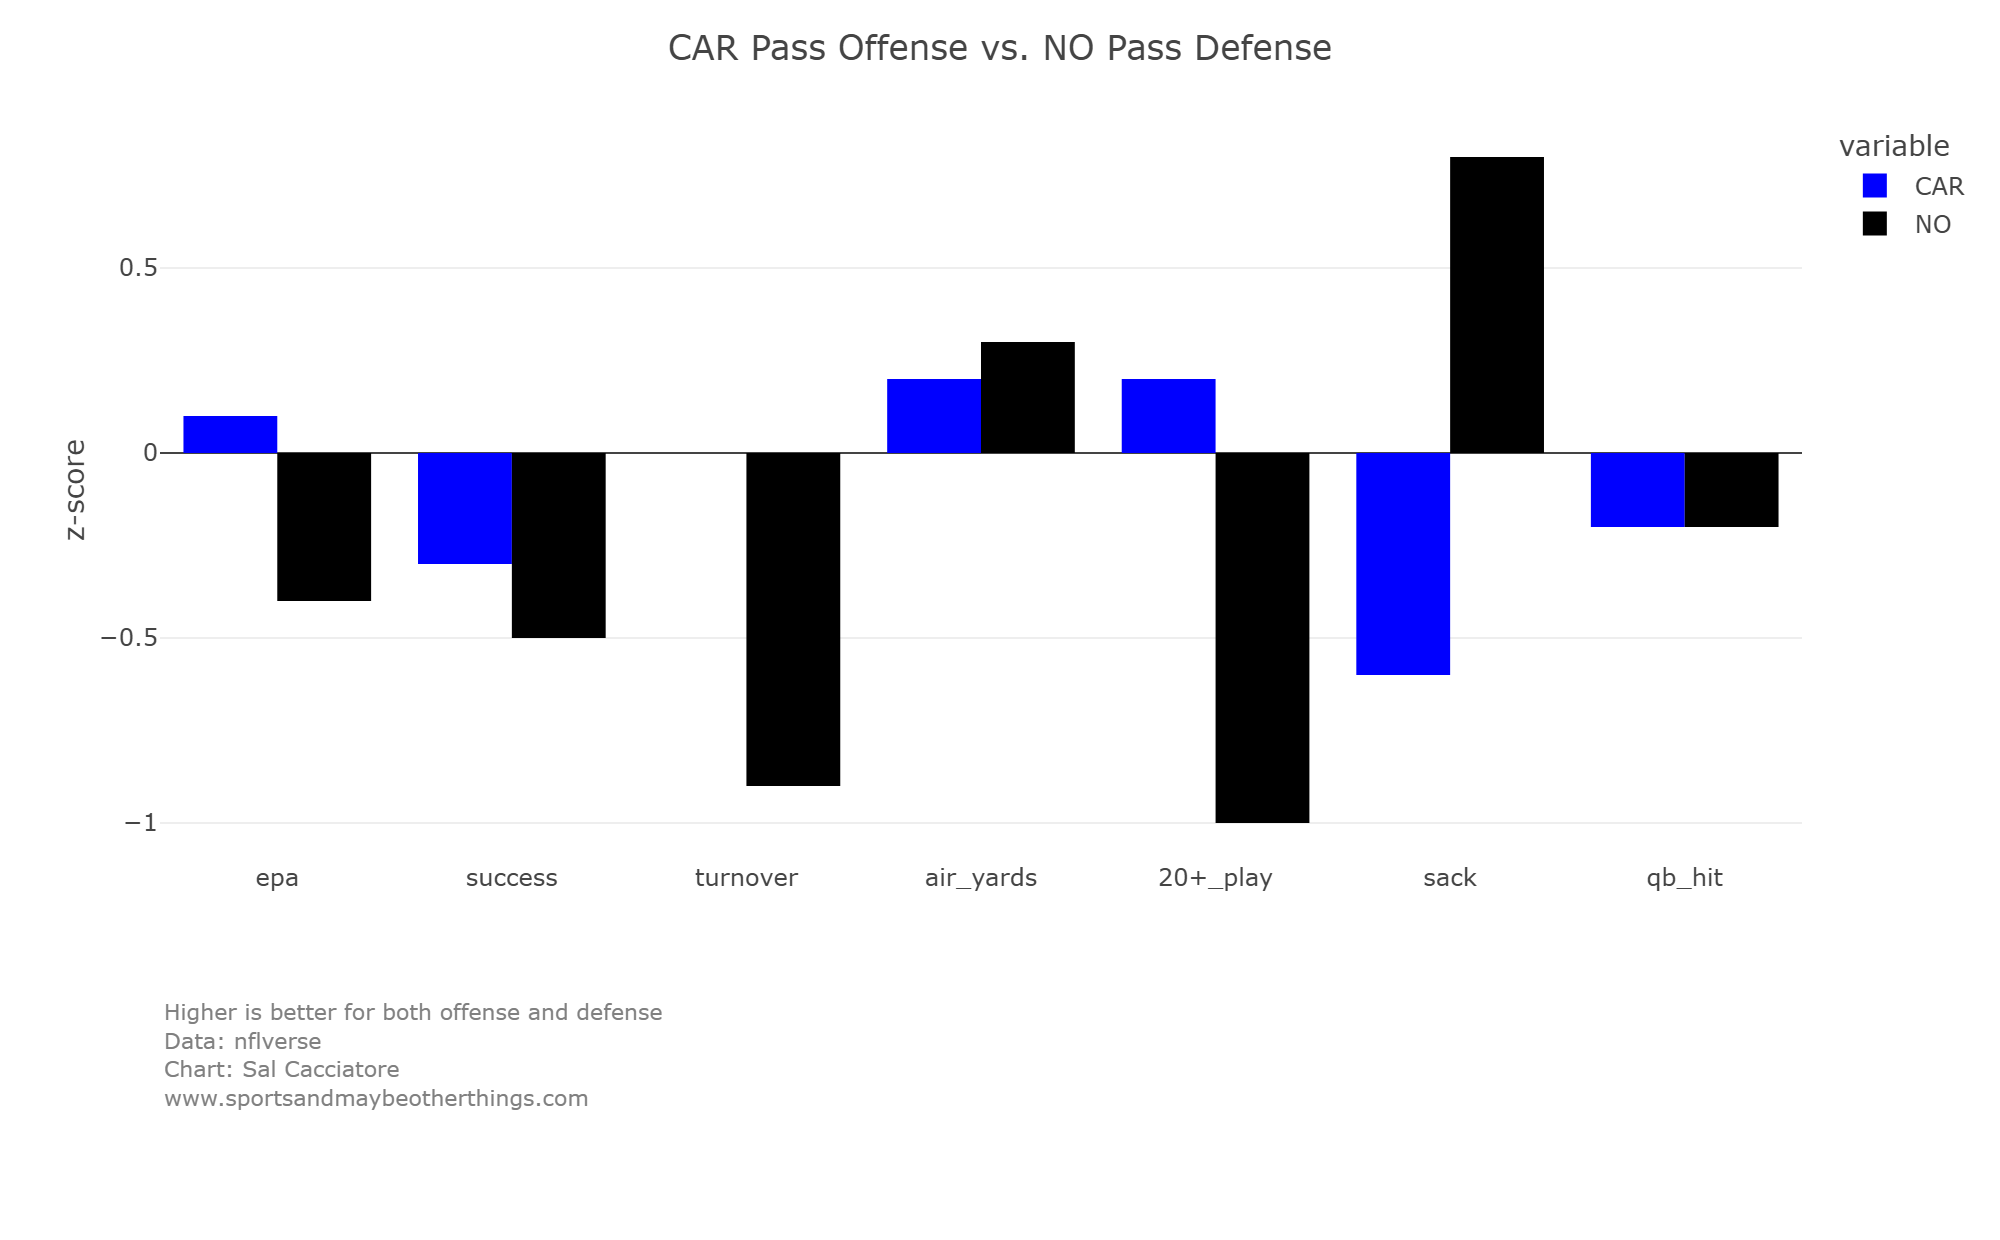 CAR Pass Offense vs. NO Pass Defense
variable
CAR
NO
z-score
0.5
0
−0.5
−1
epa success turnover air_yards 20+_play sack qb_hit
Higher is better for both offense and defense
Data: nflverse
Chart: Sal Cacciatore
www.sportsandmaybeotherthings.com